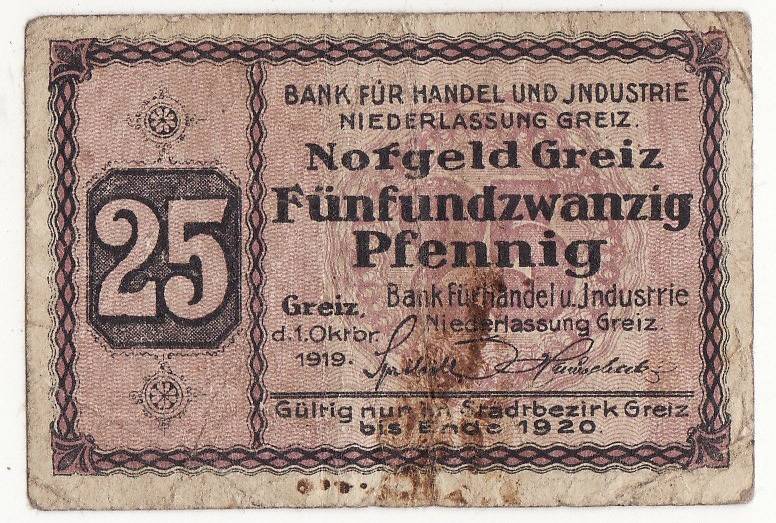 BANK FÜR HANDEL UND JNDUSTRIE
NIEDERLASSUNG GREIZ.
Notgeld Greiz
Fünfundzwanzig
Pfennig
25
Greiz,
d. 1. Oktbr.
1919.
Bank für Handel u. Jndustrie
Niederlassung Greiz.
Gültig nur im Stadtbezirk Greiz
bis Ende 1920.